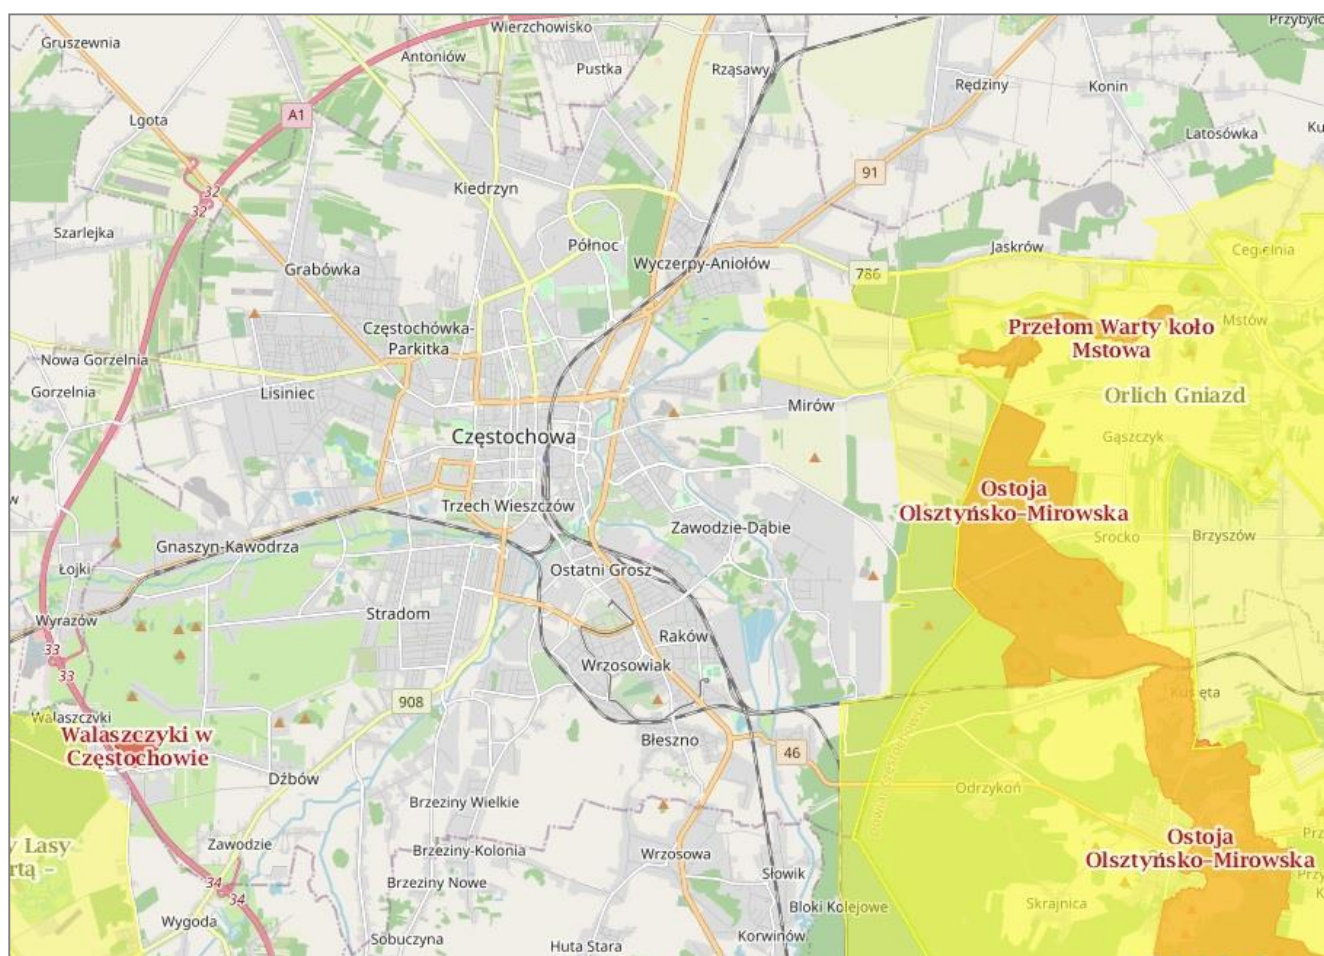 Wierzchowisko
Przybyło
Gruszewnia
Antoniów
Pustka
Rząsawy
Rędziny
Konin
A1
Lgota
Latosówka
Ku
91
32
Kiedrzyn
32
Szarlejka
Północ
Jaskrów
Cegielnia
Wyczerpy-Aniołów
Grabówka
786
Mstów
Przełom Warty koło
Mstowa
Częstochówka-
Parkitka
Nowa Gorzelnia
Gorzelnia
Lisiniec
Orlich Gniazd
Mirów
Częstochowa
Gąszczyk
Ostoja
Olsztyńsko–Mirowska
w
Trzech Wieszczów
Zawodzie-Dąbie
Srocko
Brzyszów
Gnaszyn-Kawodrza
Łojki
Ostatni Grosz
Stradom
Wyrazów
Raków
33
33
Wrzosowiak
Kusięta
908
Walaszczyki
Walaszczyki w
Częstochowie
Błeszno
46
Dźbów
Odrzykoń
Brzeziny Wielkie
Ostoja
Olsztyńsko–Mirowska
Prz
y Lasy
rtą –
Zawodzie
Brzeziny-Kolonia
Wrzosowa
Słowik
Przy
K
34
34
Brzeziny Nowe
Wygoda
Bloki Kolejowe
Skrajnica
Sobuczyna
Huta Stara
Korwinów